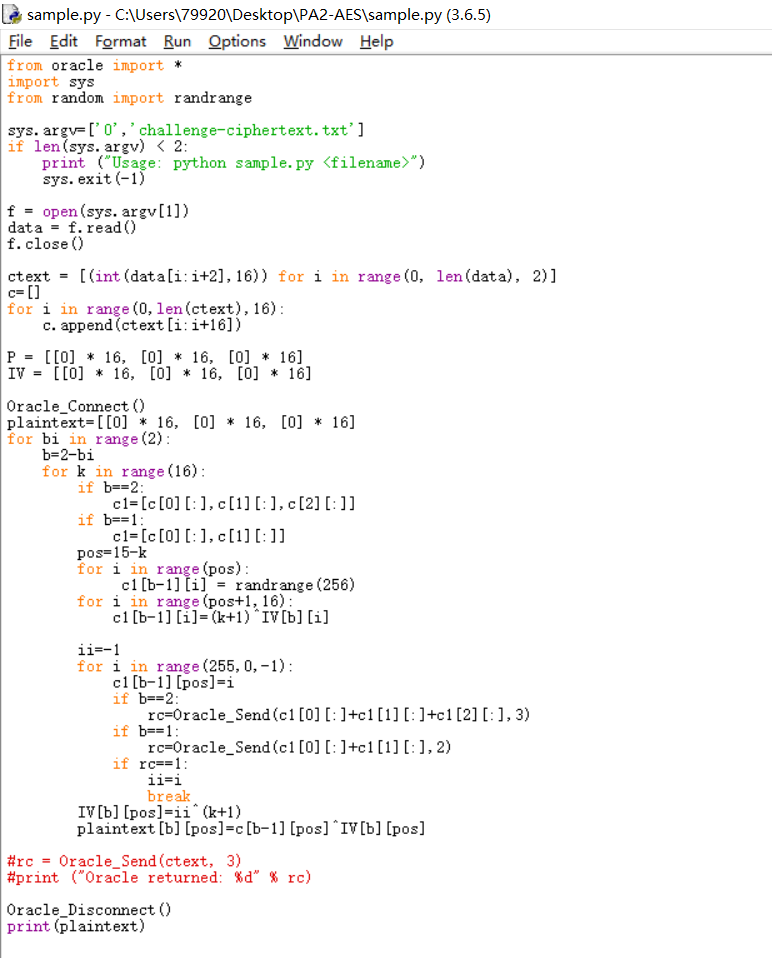 sample.py - C:\Users\79920\Desktop\PA2-AES\sample.py (3.6.5)
File Edit Format Run Options Window Help
from oracle import *
import sys
from random import randrange

sys.argv=['0','challenge-ciphertext.txt']
if len(sys.argv) < 2:
    print ("Usage: python sample.py <filename>")
    sys.exit(-1)

f = open(sys.argv[1])
data = f.read()
f.close()

ctext = [(int(data[i:i+2],16)) for i in range(0, len(data), 2)]
c=[]
for i in range(0,len(ctext),16):
    c.append(ctext[i:i+16])

P = [[0] * 16, [0] * 16, [0] * 16]
IV = [[0] * 16, [0] * 16, [0] * 16]

Oracle_Connect()
plaintext=[[0] * 16, [0] * 16, [0] * 16]
for bi in range(2):
    b=2-bi
    for k in range(16):
        if b==2:
            c1=[c[0][:],c[1][:],c[2][:]]
        if b==1:
            c1=[c[0][:],c[1][:]]
        pos=15-k
        for i in range(pos):
             c1[b-1][i] = randrange(256)
        for i in range(pos+1,16):
            c1[b-1][i]=(k+1)^IV[b][i]

        ii=-1
        for i in range(255,0,-1):
            c1[b-1][pos]=i
            if b==2:
                rc=Oracle_Send(c1[0][:]+c1[1][:]+c1[2][:],3)
            if b==1:
                rc=Oracle_Send(c1[0][:]+c1[1][:],2)
            if rc==1:
                ii=i
                break
        IV[b][pos]=ii^(k+1)
        plaintext[b][pos]=c[b-1][pos]^IV[b][pos]

#rc = Oracle_Send(ctext, 3)
#print ("Oracle returned: %d" % rc)

Oracle_Disconnect()
print(plaintext)